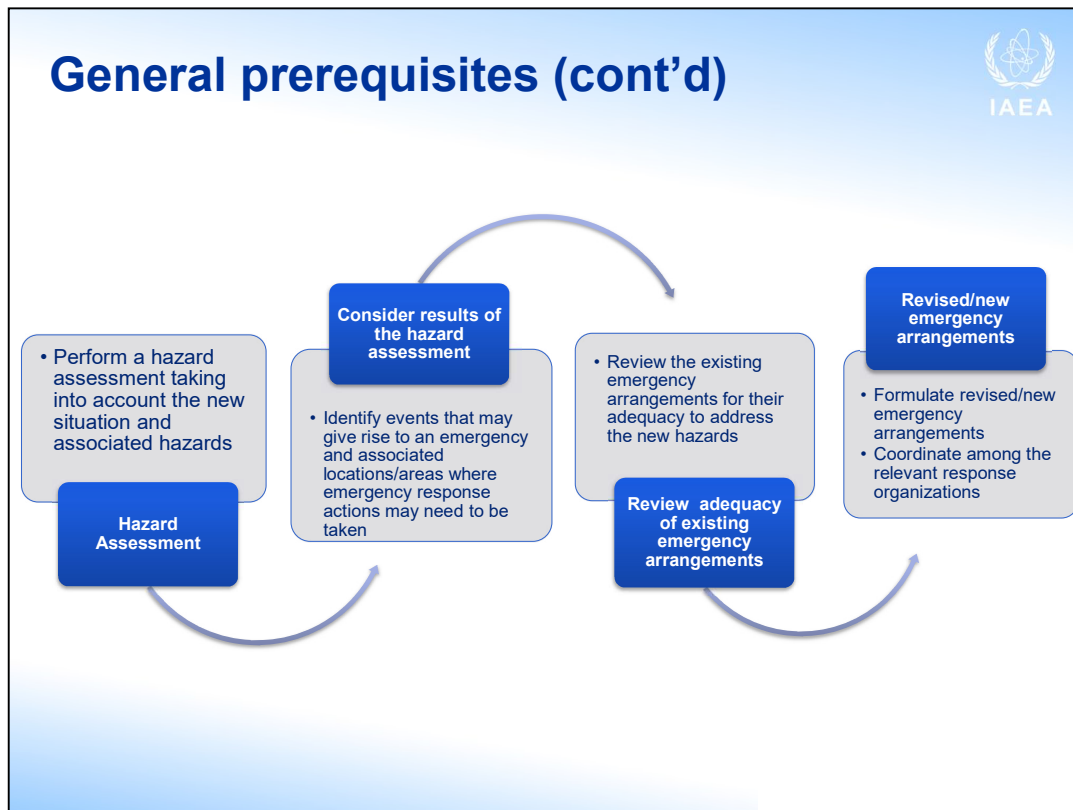 General prerequisites (cont’d)
IAEA
• Perform a hazard
assessment taking
into account the new
situation and
associated hazards
Hazard
Assessment
Consider results of
the hazard
assessment
• Identify events that may
give rise to an emergency
and associated
locations/areas where
emergency response
actions may need to be
taken
• Review the existing
emergency
arrangements for their
adequacy to address
the new hazards
Review adequacy
of existing
emergency
arrangements
Revised/new
emergency
arrangements
• Formulate revised/new
emergency
arrangements
• Coordinate among the
relevant response
organizations